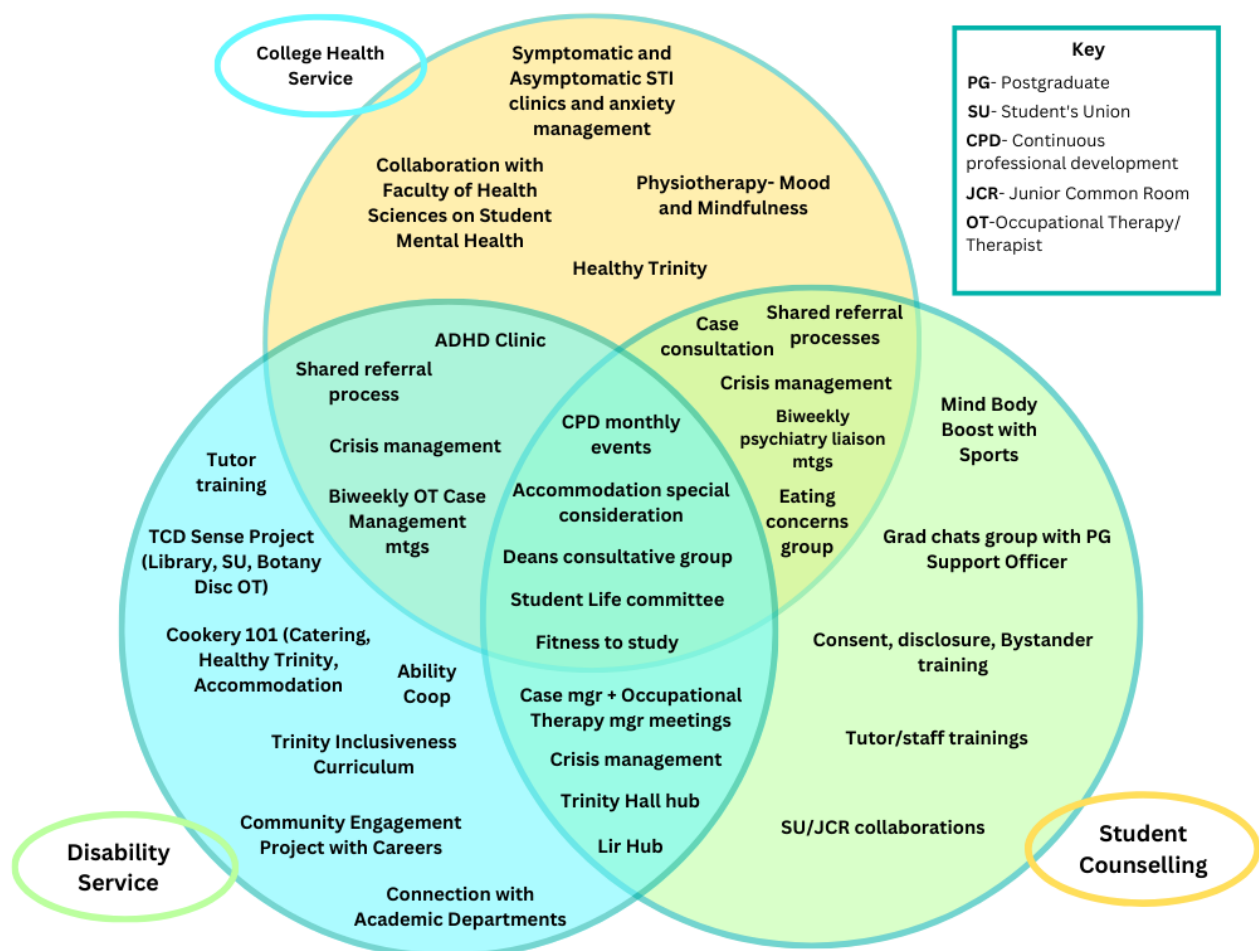 College Health
Service
Symptomatic and
Asymptomatic STI
clinics and anxiety
management
Collaboration with
Faculty of Health
Sciences on Student
Mental Health
Physiotherapy- Mood
and Mindfulness
Healthy Trinity
Key
PG- Postgraduate
SU- Student's Union
CPD- Continuous
professional development
JCR- Junior Common Room
OT-Occupational Therapy/
Therapist
ADHD Clinic
Shared referral
process
Crisis management
Biweekly OT Case
Management
mtgs
Case
consultation
Shared referral
processes
Crisis management
Biweekly
psychiatry liaison
mtgs
Eating
concerns
group
CPD monthly
events
Accommodation special
consideration
Deans consultative group
Student Life committee
Fitness to study
Case mgr + Occupational
Therapy mgr meetings
Crisis management
Trinity Hall hub
Lir Hub
Tutor
training
TCD Sense Project
(Library, SU, Botany
Disc OT)
Cookery 101 (Catering,
Healthy Trinity,
Accommodation
Ability
Coop
Trinity Inclusiveness
Curriculum
Community Engagement
Project with Careers
Connection with
Academic Departments
Disability
Service
Mind Body
Boost with
Sports
Grad chats group with PG
Support Officer
Consent, disclosure, Bystander
training
Tutor/staff trainings
SU/JCR collaborations
Student
Counselling